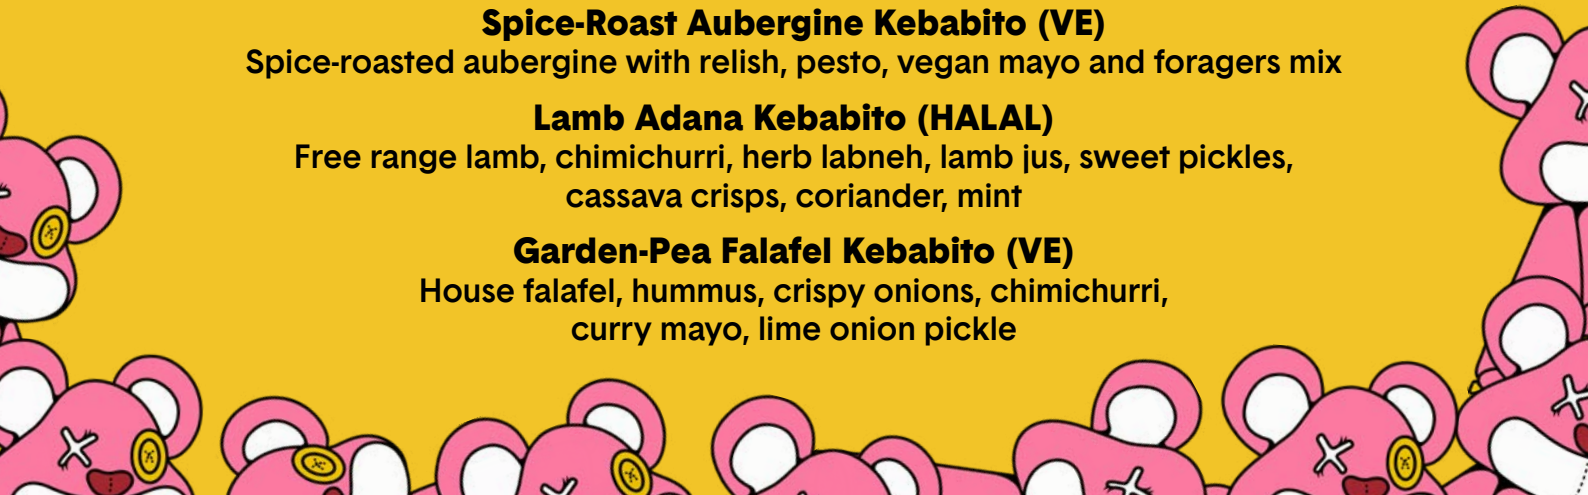 Spice-Roast Aubergine Kebabito (VE)
Spice-roasted aubergine with relish, pesto, vegan mayo and foragers mix
Lamb Adana Kebabito (HALAL)
Free range lamb, chimichurri, herb labneh, lamb jus, sweet pickles,
cassava crisps, coriander, mint
Garden-Pea Falafel Kebabito (VE)
House falafel, hummus, crispy onions, chimichurri,
curry mayo, lime onion pickle